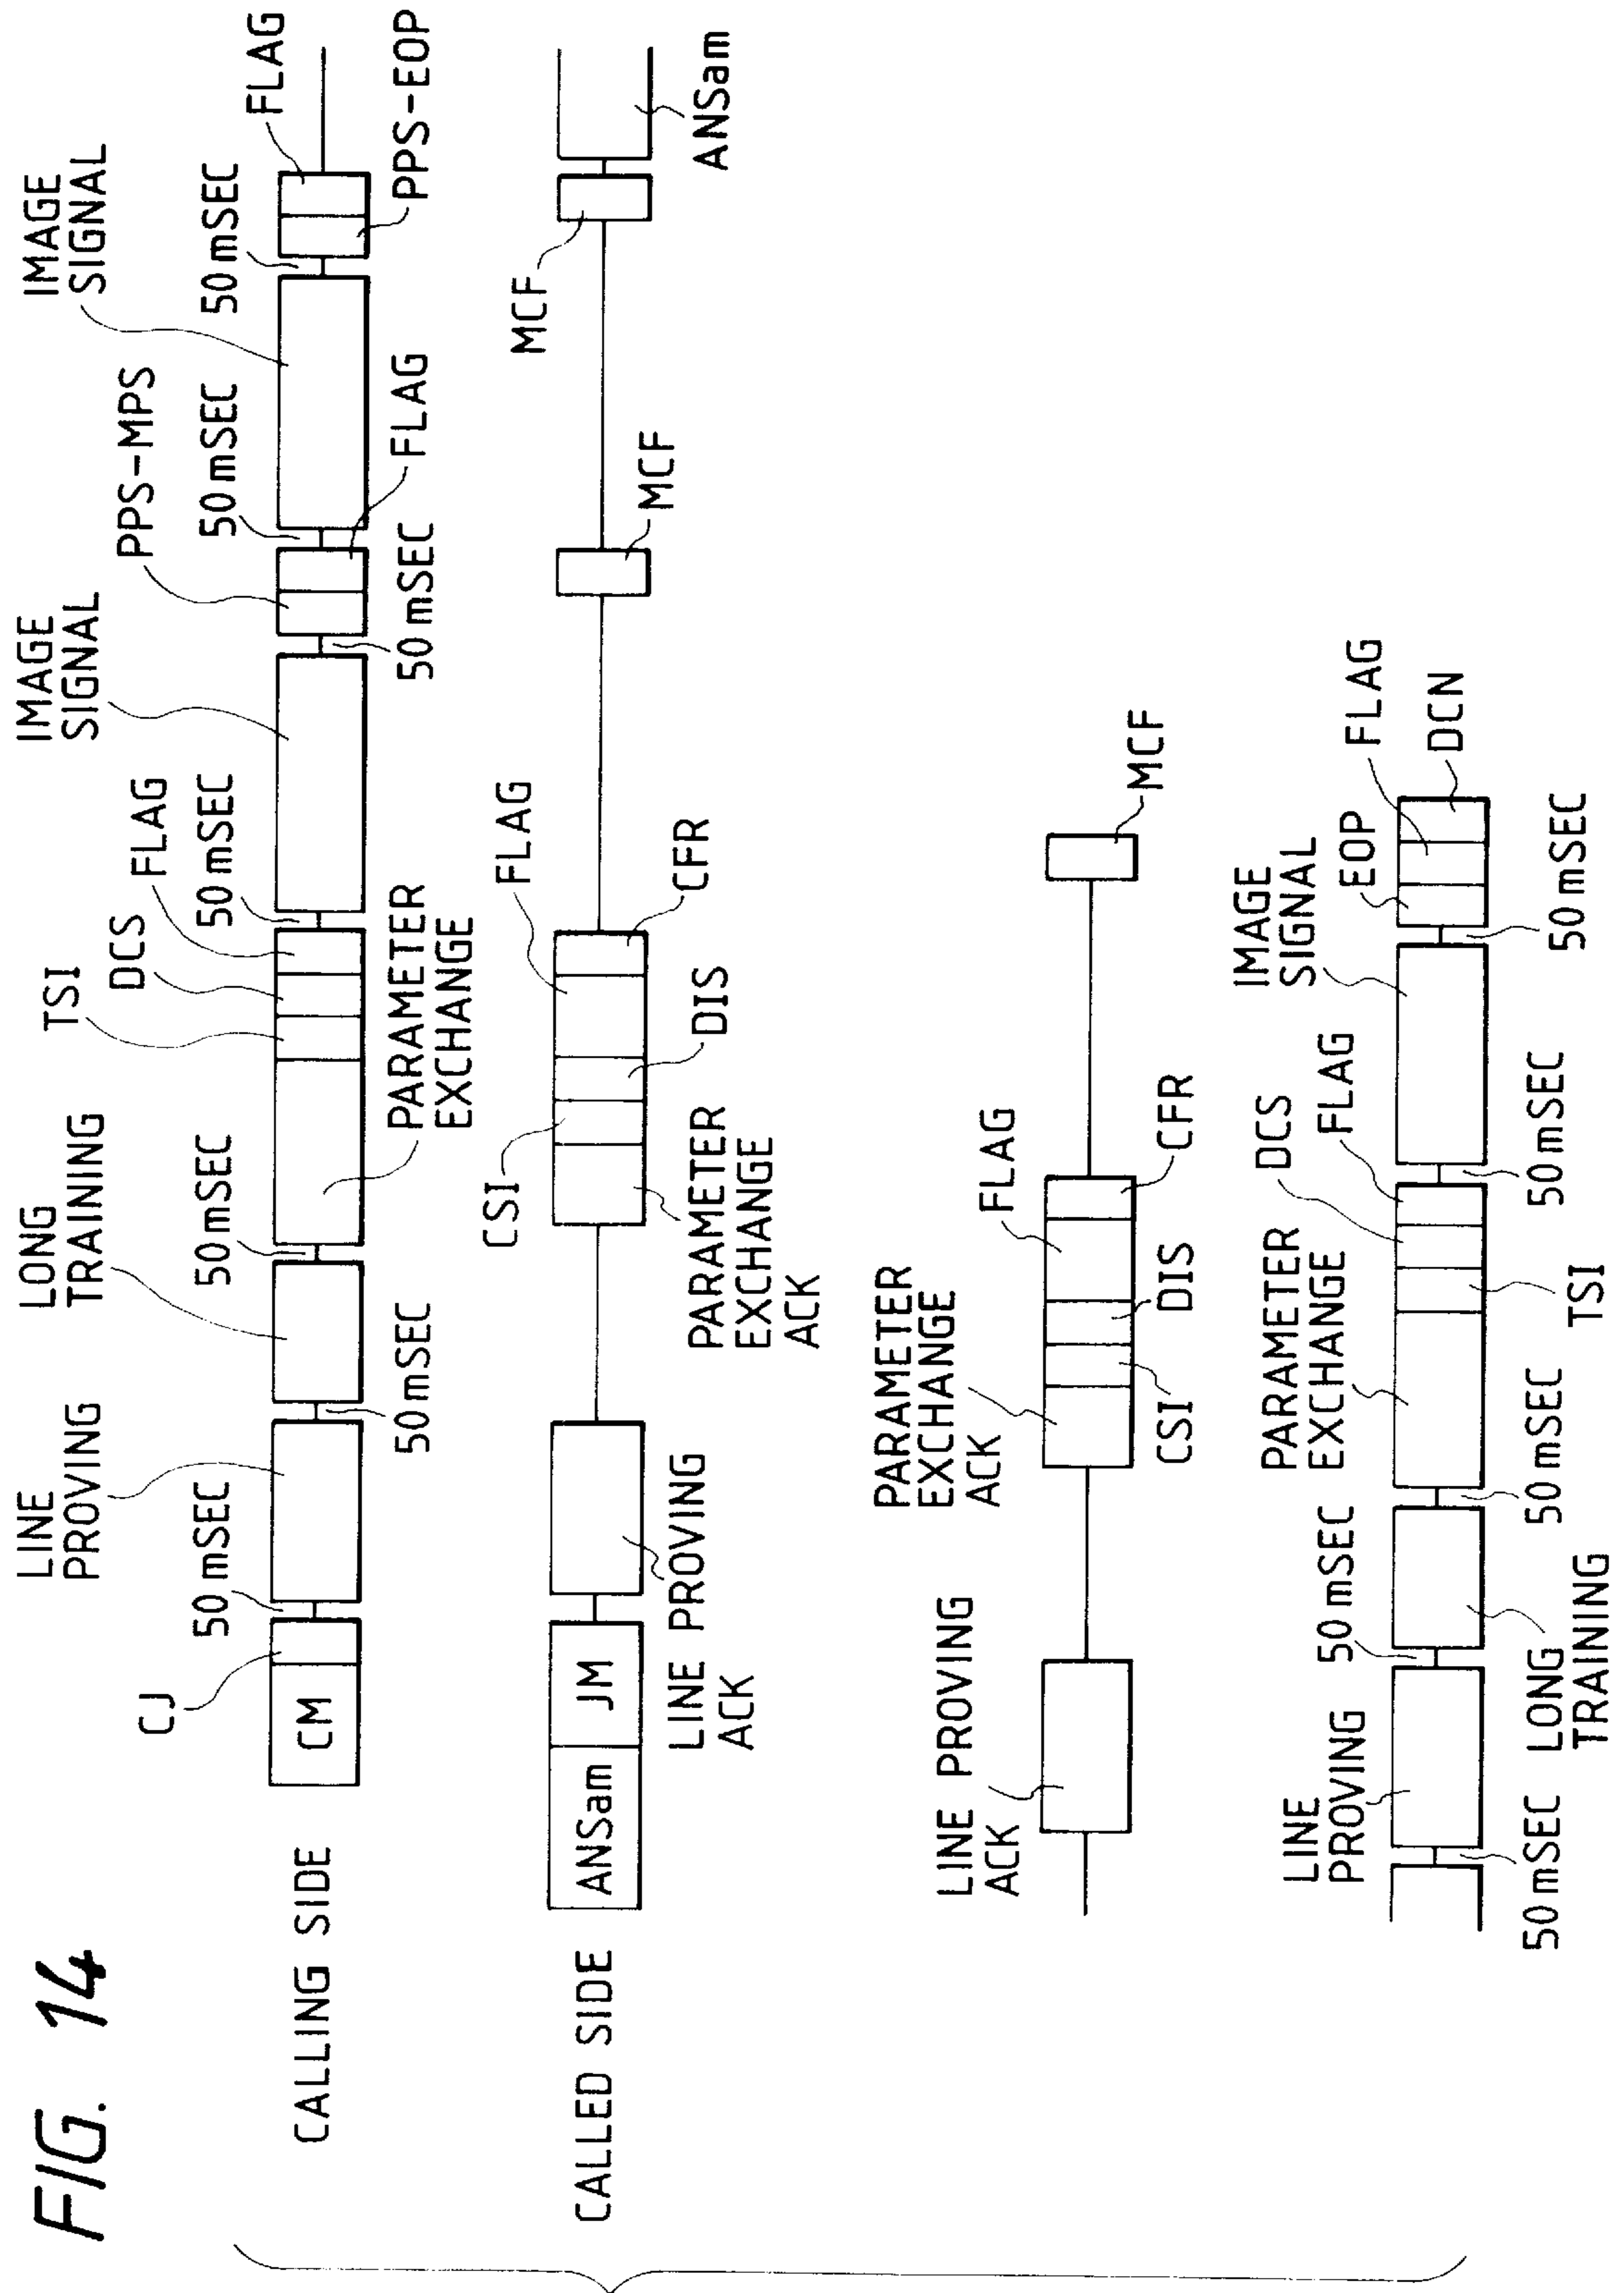 FIG. 14
CALLING SIDE
CM
CJ
50 mSEC
LINE
PROVING
50 mSEC
LONG
TRAINING
50 mSEC
PARAMETER
EXCHANGE
TSI
DCS
FLAG
50 mSEC
IMAGE
SIGNAL
50 mSEC
PPS-MPS
FLAG
50 mSEC
IMAGE
SIGNAL
50 mSEC
PPS-EOP
FLAG
CALLED SIDE
ANSam
JM
LINE PROVING
ACK
PARAMETER
EXCHANGE
ACK
CSI
DIS
FLAG
CFR
MCF
MCF
ANSam
LINE PROVING
ACK
PARAMETER
EXCHANGE
ACK
CSI
DIS
FLAG
CFR
MCF
50 mSEC
LINE
PROVING
50 mSEC
LONG
TRAINING
50 mSEC
PARAMETER
EXCHANGE
TSI
DCS
FLAG
50 mSEC
IMAGE
SIGNAL
50 mSEC
EOP
FLAG
DCN